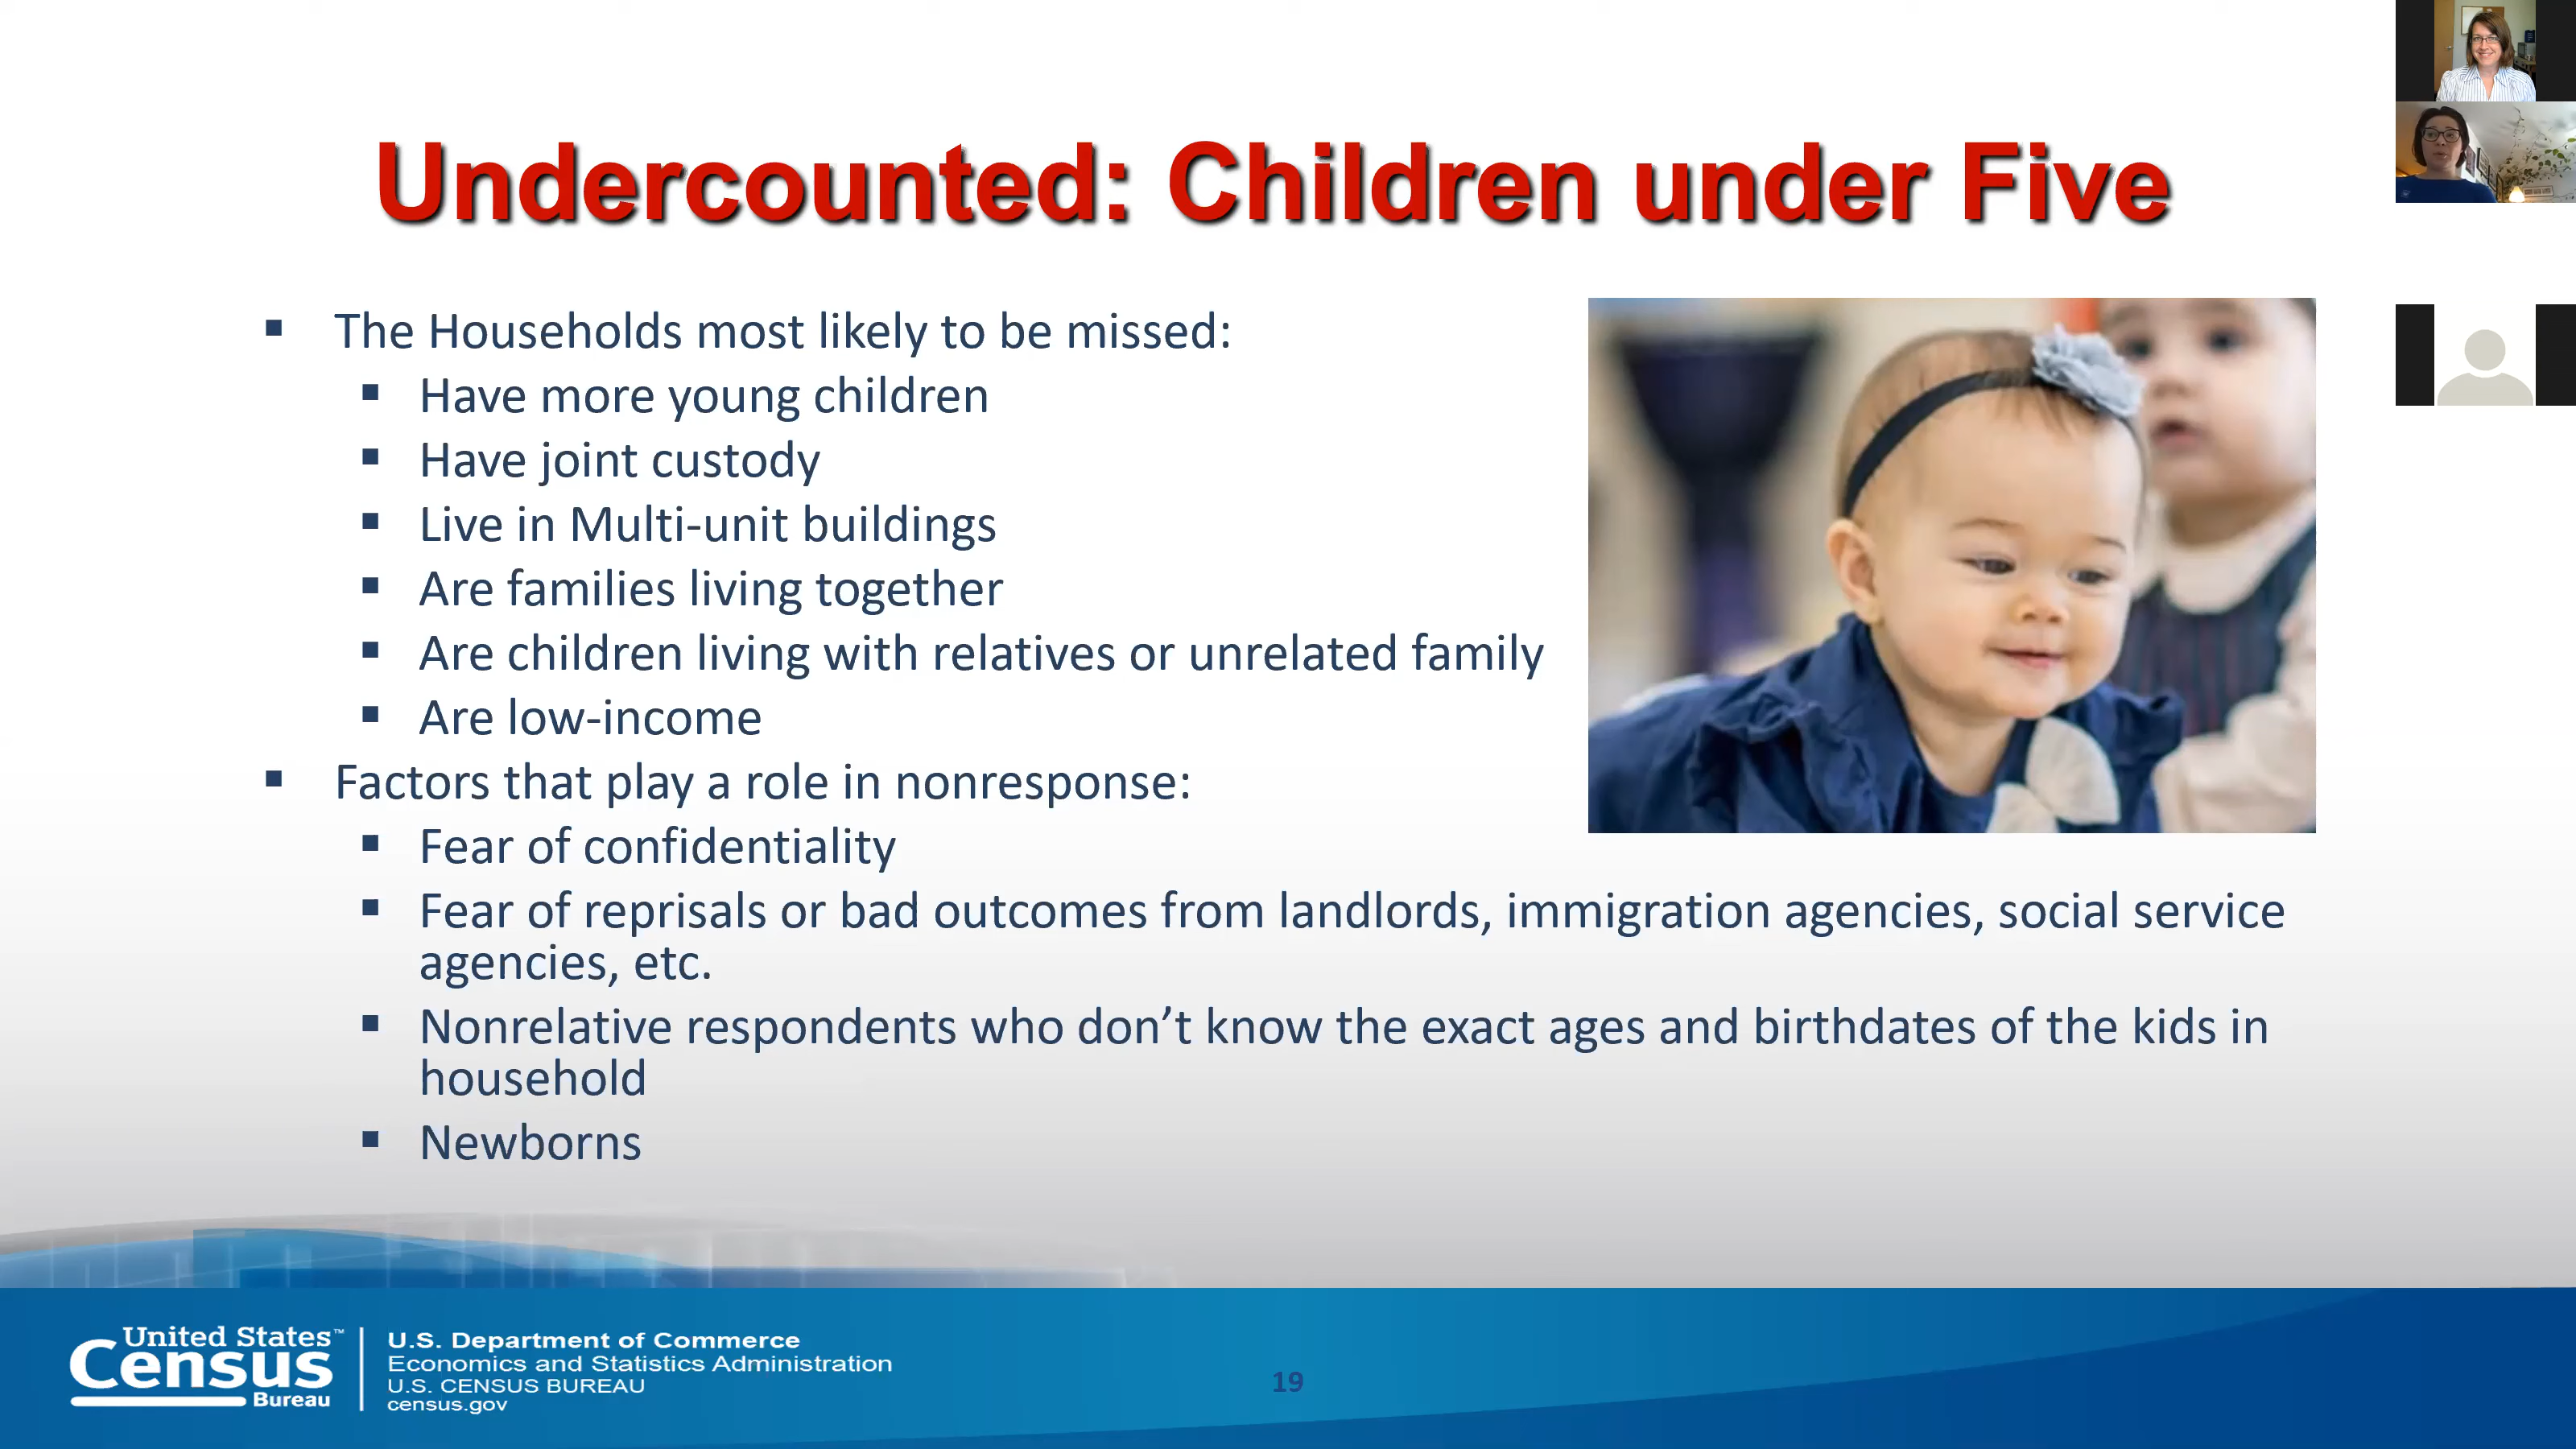 Undercounted: Children under Five
▪ The Households most likely to be missed:
▪ Have more young children
▪ Have joint custody
▪ Live in Multi-unit buildings
▪ Are families living together
▪ Are children living with relatives or unrelated family
▪ Are low-income
▪ Factors that play a role in nonresponse:
▪ Fear of confidentiality
▪ Fear of reprisals or bad outcomes from landlords, immigration agencies, social service
agencies, etc.
▪ Nonrelative respondents who don’t know the exact ages and birthdates of the kids in
household
▪ Newborns
United States™
Census
Bureau
U.S. Department of Commerce
Economics and Statistics Administration
U.S. CENSUS BUREAU
census.gov
19